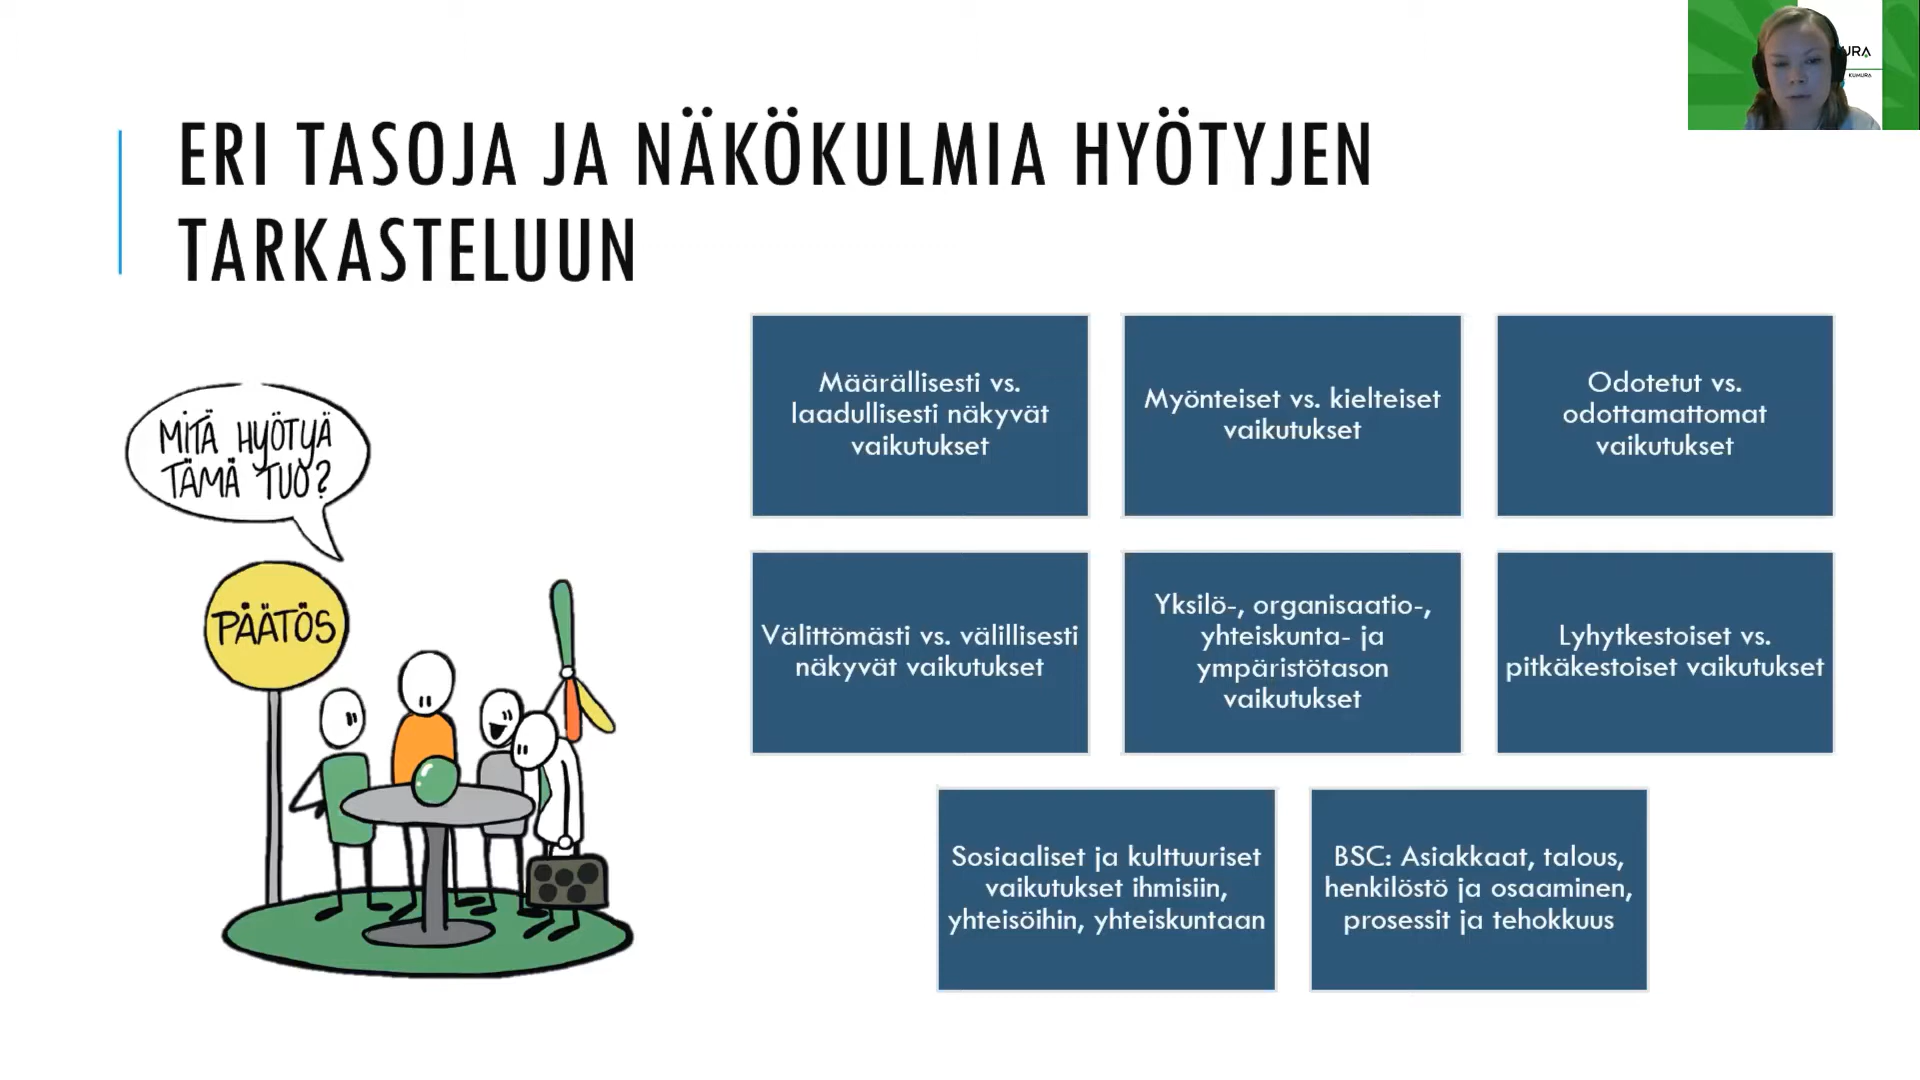 ERI TASOJA JA NÄKÖKULMIA HYÖTYJEN
TARKASTELUUN
MITÄ HYÖTYÄ
TÄMÄ TUO?
PÄÄTÖS
Määrällisesti vs.
laadullisesti näkyvät
vaikutukset
Myönteiset vs. kielteiset
vaikutukset
Odotetut vs.
odottamattomat
vaikutukset
Välittömästi vs. välillisesti
näkyvät vaikutukset
Yksilö-, organisaatio-,
yhteiskunta- ja
ympäristötason
vaikutukset
Lyhytkestoiset vs.
pitkäkestoiset vaikutukset
Sosiaaliset ja kulttuuriset
vaikutukset ihmisiin,
yhteisöihin, yhteiskuntaan
BSC: Asiakkaat, talous,
henkilöstö ja osaaminen,
prosessit ja tehokkuus
KUMURA